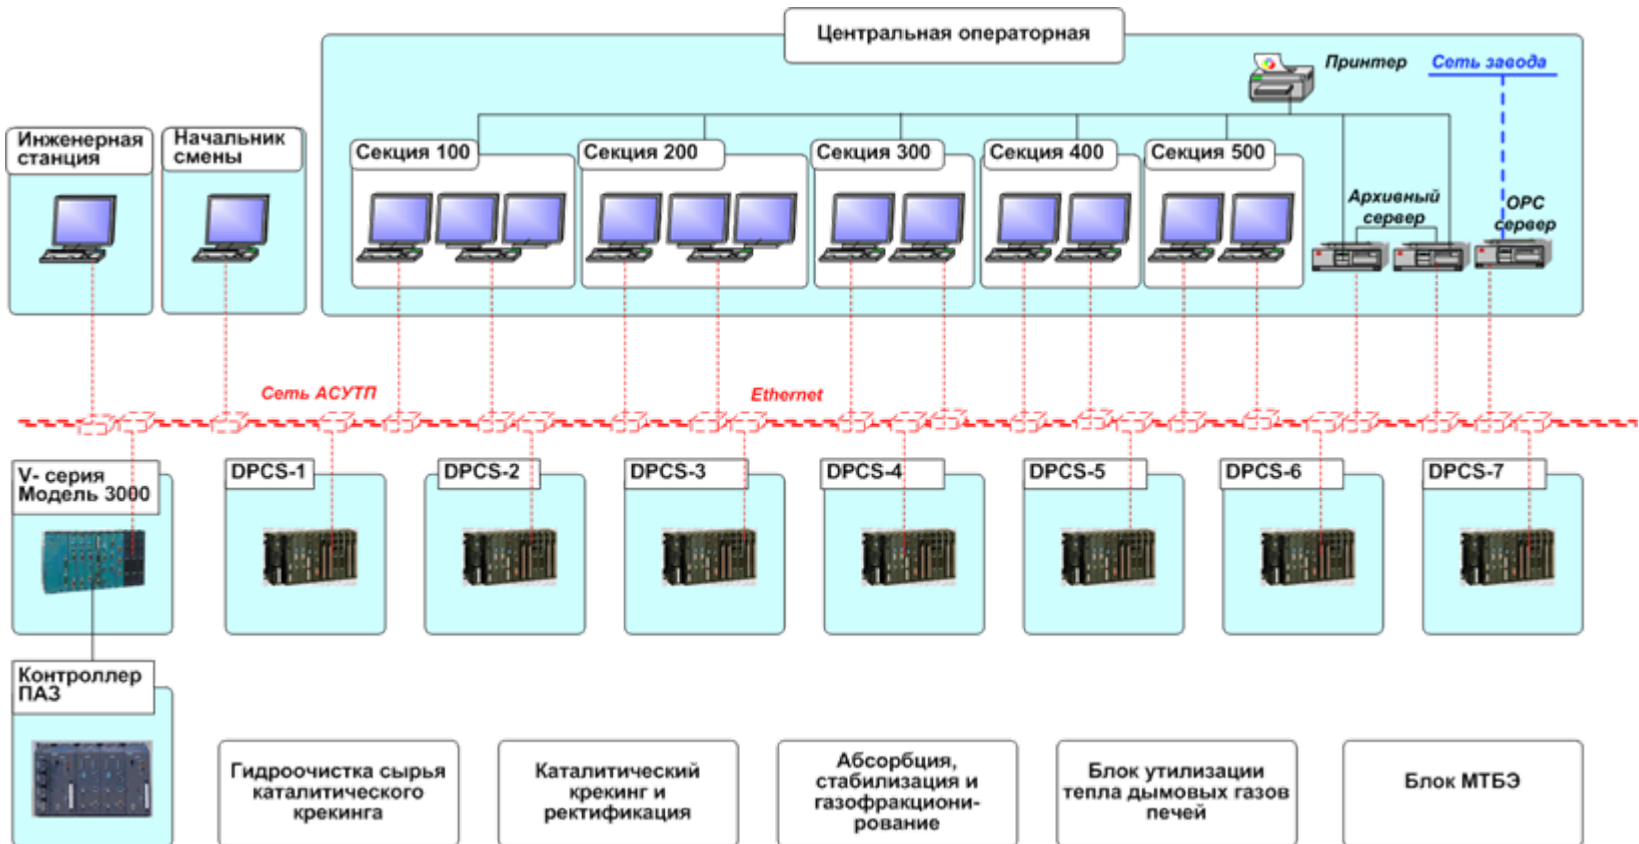 Центральная операторная
Принтер
Сеть завода
Инженерная
станция
Начальник
смены
Секция 100
Секция 200
Секция 300
Секция 400
Секция 500
Архивный
сервер
OPC
сервер
Сеть АСУТП
Ethernet
V- серия
Модель 3000
DPCS-1
DPCS-2
DPCS-3
DPCS-4
DPCS-5
DPCS-6
DPCS-7
Контроллер
ПАЗ
Гидроочистка сырья
каталитического
крекинга
Каталитический
крекинг и
ректификация
Абсорбция,
стабилизация и
газофракциони-
рование
Блок утилизации
тепла дымовых газов
печей
Блок МТБЭ